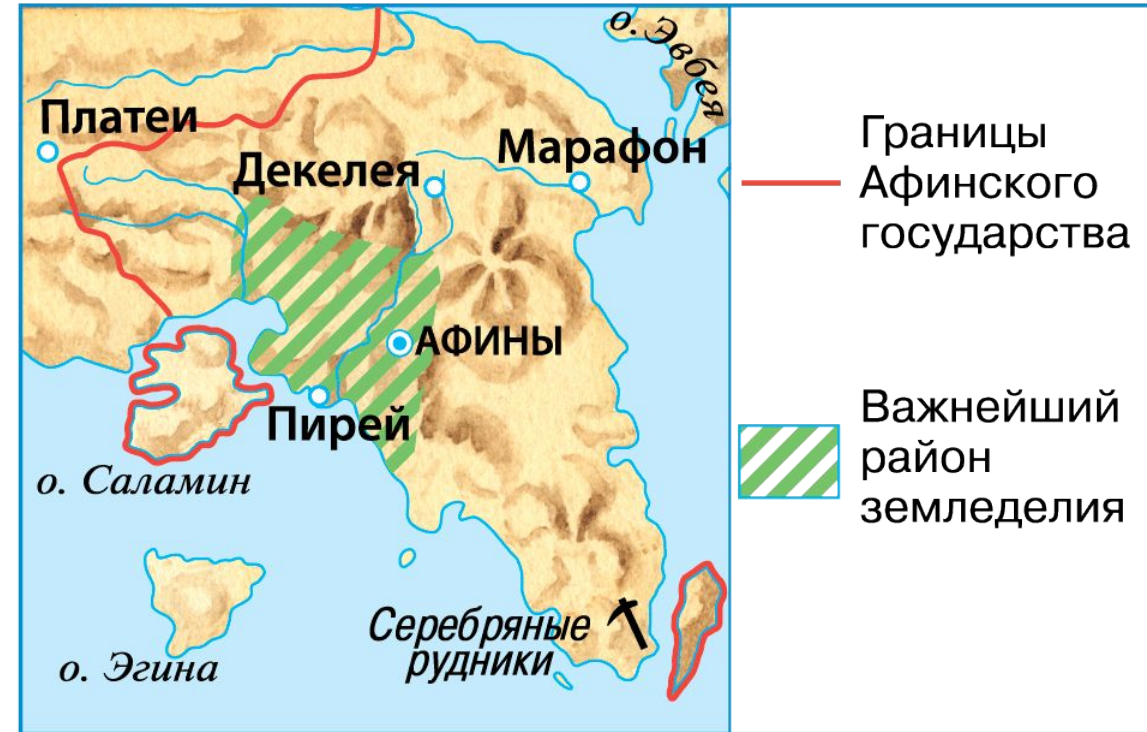 о. Эвбея
Платеи
Марафон
Декелея
АФИНЫ
Пирей
о. Саламин
Серебряные
рудники
о. Эгина
Границы
Афинского
государства
Важнейший
район
земледелия